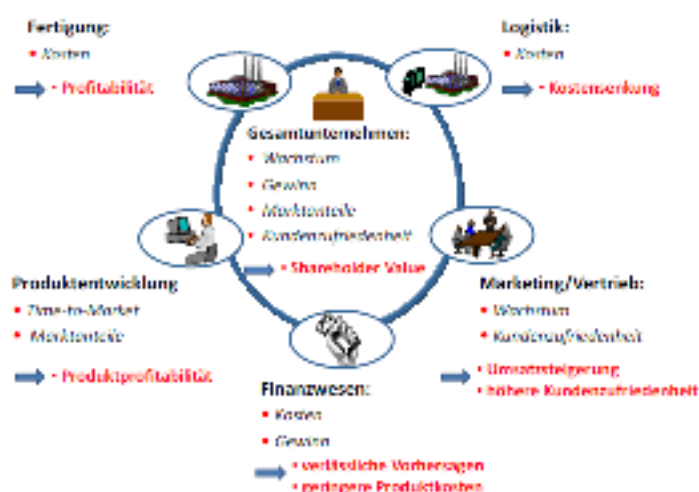 Fertigung:
• Kosten
• Profitabilität
Logistik:
• Kosten
• Kostensenkung
Gesamtunternehmen:
• Wachstum
• Gewinn
• Marktanteile
• Kundenzufriedenheit
• Shareholder Value
Produktentwicklung
• Time-to-Market
• Marktanteile
• Produktprofitabilität
Marketing/Vertrieb:
• Wachstum
• Kundenzufriedenheit
• Umsatzsteigerung
• höhere Kundenzufriedenheit
Finanzwesen:
• Kosten
• Gewinn
• verlässliche Vorhersagen
• geringere Produktkosten